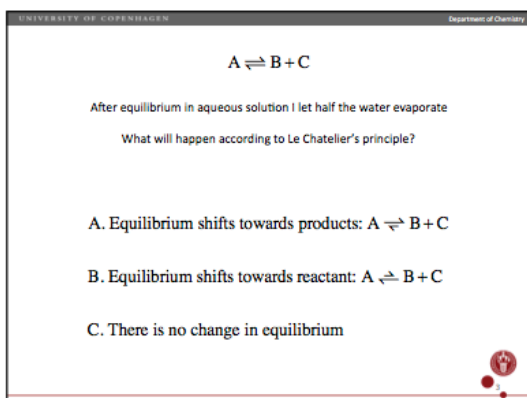 UNIVERSITY OF COPENHAGEN
Department of Chemistry
A ⇌ B + C
After equilibrium in aqueous solution I let half the water evaporate
What will happen according to Le Chatelier's principle?
A. Equilibrium shifts towards products: A ⇌ B + C
B. Equilibrium shifts towards reactant: A ⇌ B + C
C. There is no change in equilibrium
3